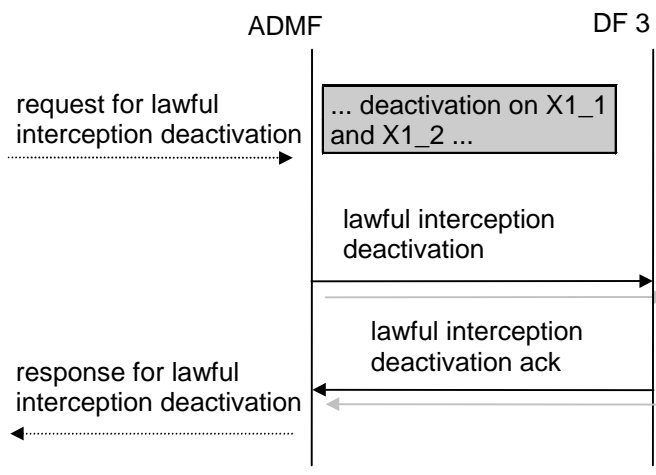 ADMF
DF 3
request for lawful
interception deactivation
... deactivation on X1_1
and X1_2 ...
lawful interception
deactivation
lawful interception
deactivation ack
response for lawful
interception deactivation